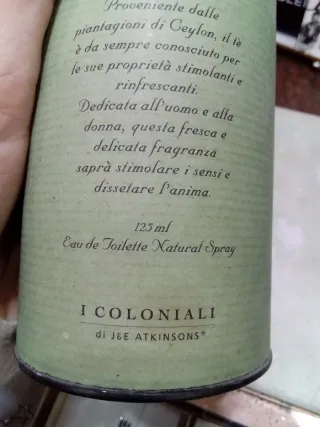 Proveniente dalle
piantagioni di Ceylon, il tè
è da sempre conosciuto per
le sue proprietà stimolanti e
rinfrescanti.
Dedicata all'uomo e alla
donna, questa fresca e
delicata fragranza
saprà stimolare i sensi e
dissetare l'anima.
125 ml
Eau de Toilette Natural Spray
I COLONIALI
di J&E ATKINSONS®